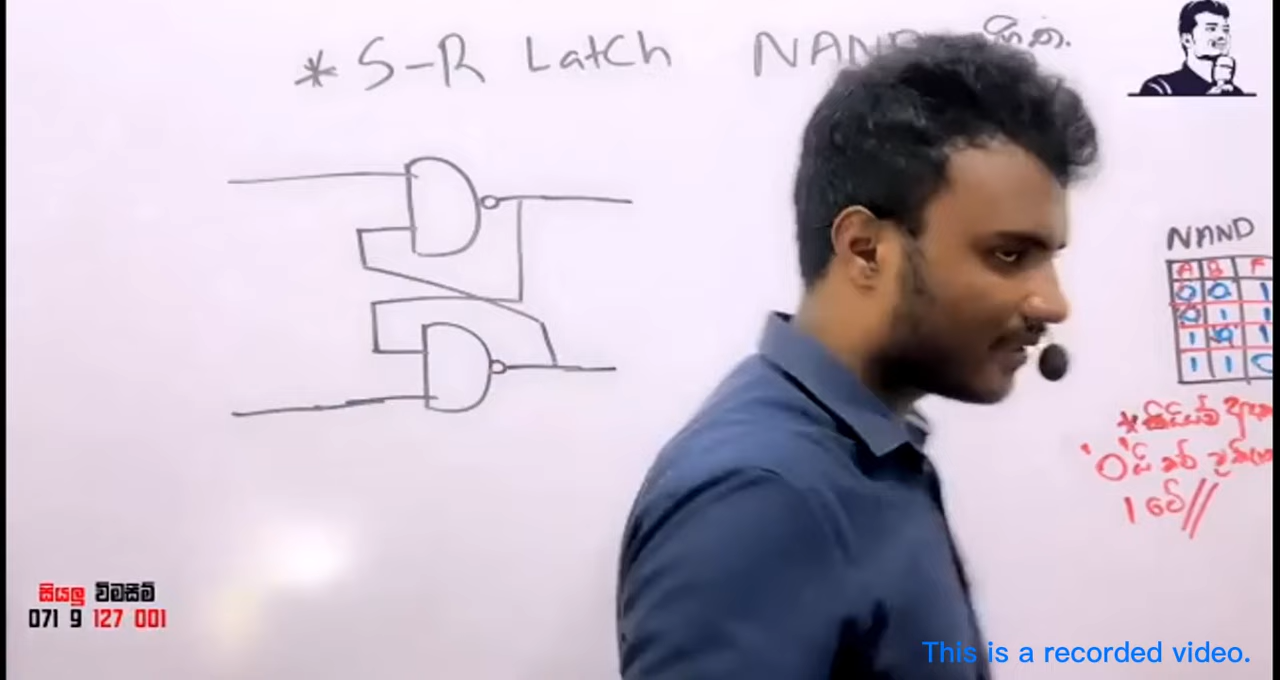 * S-R Latch NAND
NAND
A B F
0 0 1
0 1 1
1 0 1
1 1 0
1 වේ//
සියලු විමසීම්
071 9 127 001
This is a recorded video.